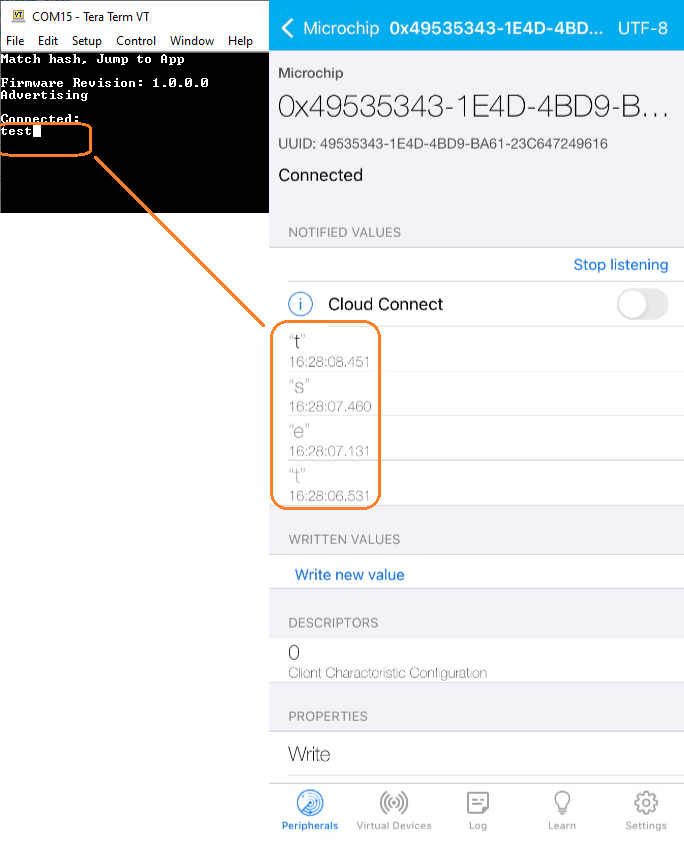 VT
COM15 - Tera Term VT
File Edit Setup Control Window Help
Match hash, Jump to App
Firmware Revision: 1.0.0.0
Advertising
Connected:
test
Microchip 0x49535343-1E4D-4BD... UTF-8
Microchip
0x49535343-1E4D-4BD9-B...
UUID: 49535343-1E4D-4BD9-BA61-23C647249616
Connected
NOTIFIED VALUES
Stop listening
i Cloud Connect
“t”
16:28:08.451
“s”
16:28:07.460
“e”
16:28:07.131
“t”
16:28:06.531
WRITTEN VALUES
Write new value
DESCRIPTORS
0
Client Characteristic Configuration
PROPERTIES
Write
Peripherals Virtual Devices Log Learn Settings